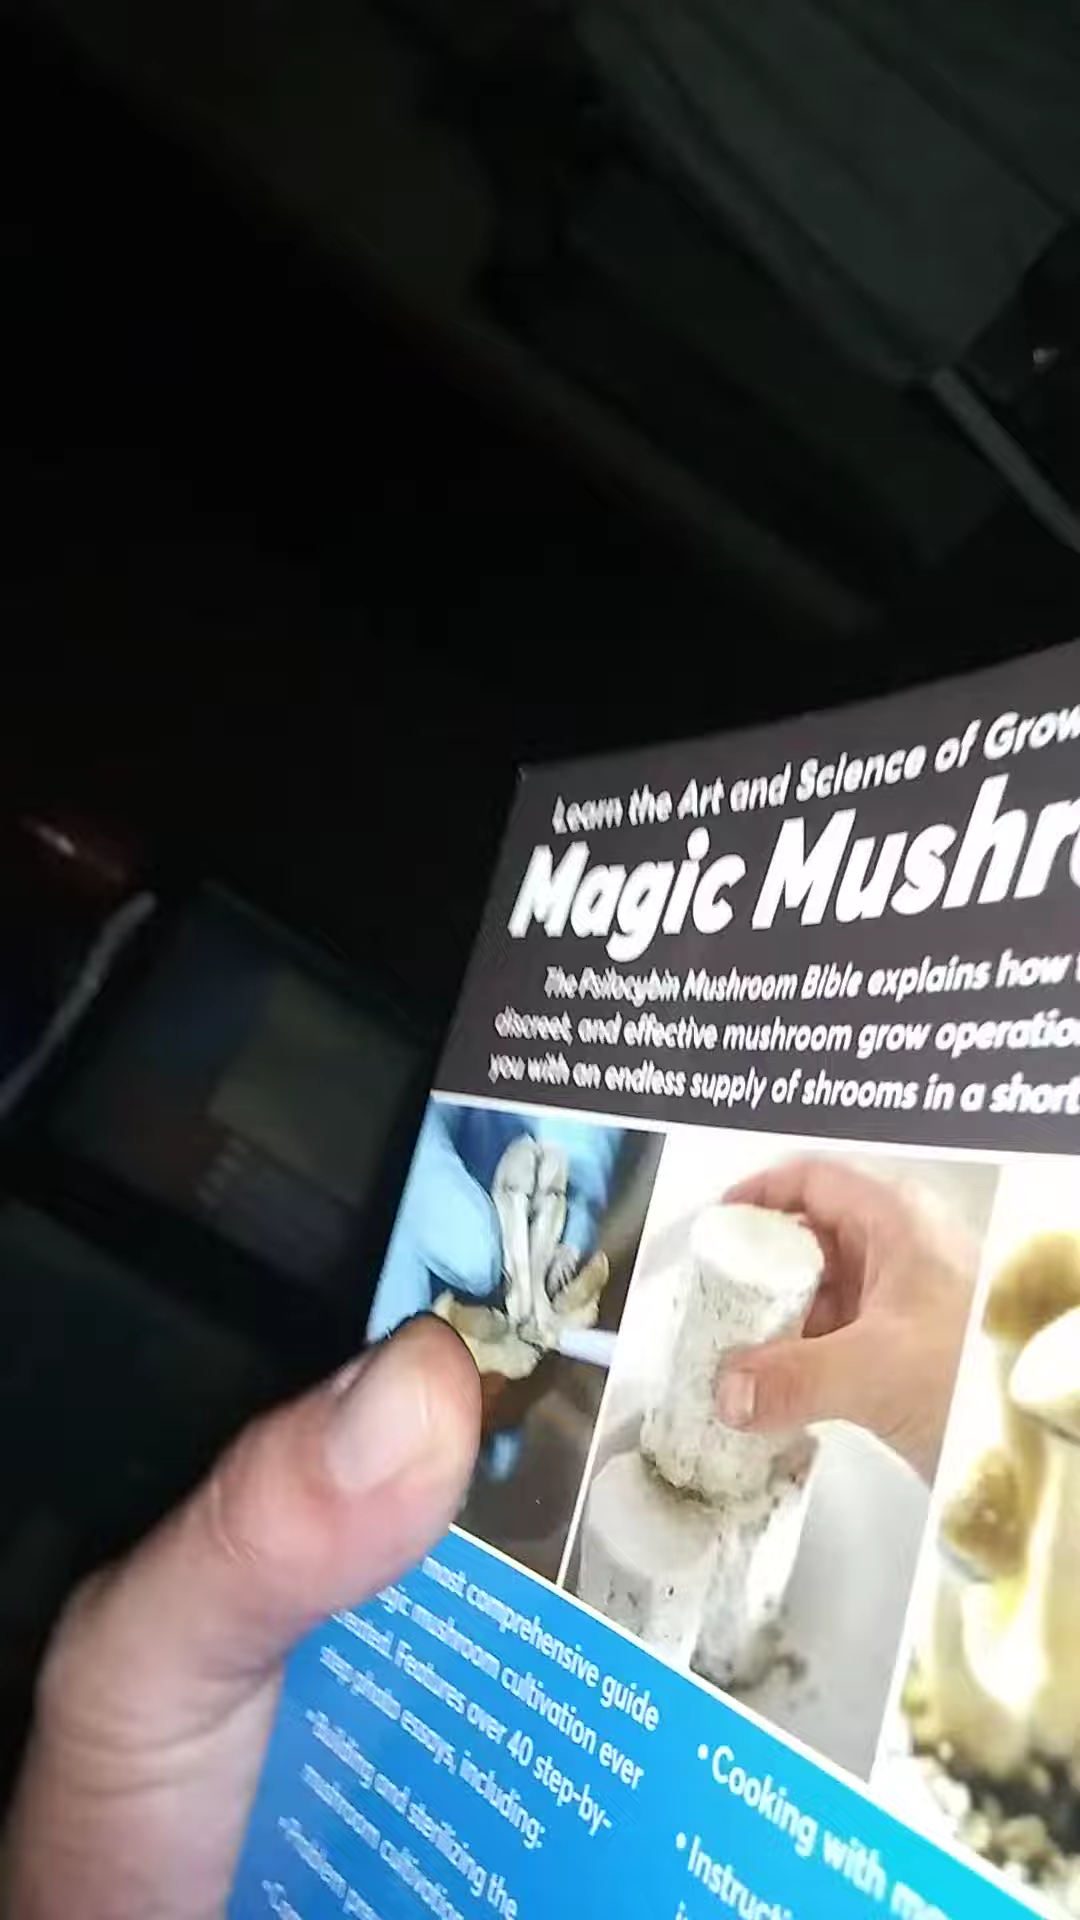 Learn the Art and Science of Grow
Magic Mushro
The Psilocybin Mushroom Bible explains how t
discreet, and effective mushroom grow operatio
you with an endless supply of shrooms in a short
most comprehensive guide
mushroom cultivation ever
Features over 40 step-by-
step photo essays, including:
•Building and sterilizing the
mushroom cultivation
•Problem
•Cooking with
•Instructi